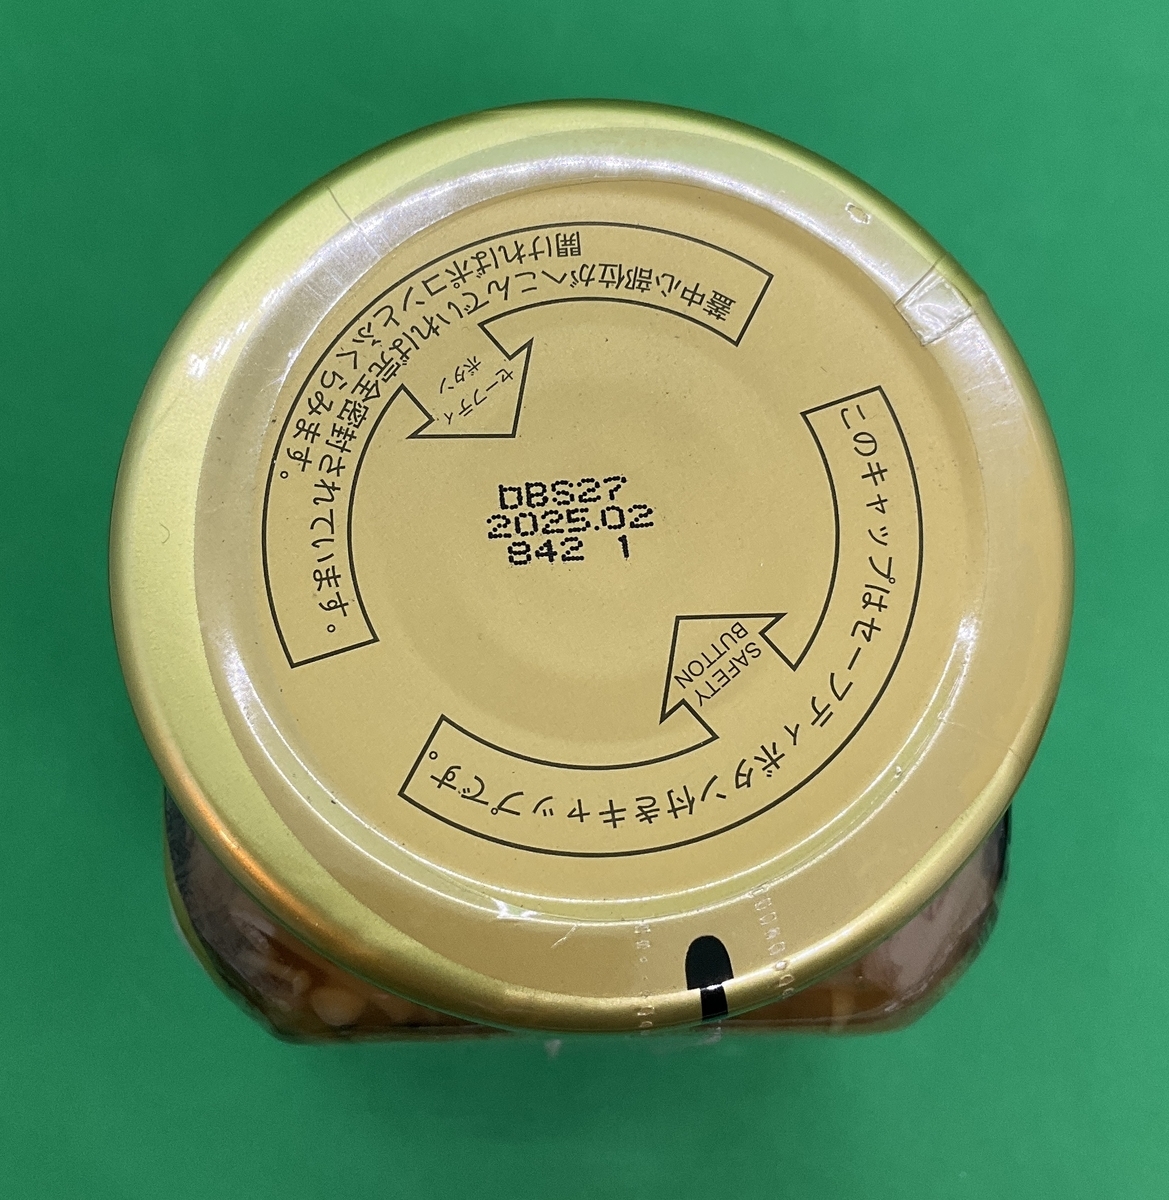 DBS27
2025.02
842 1
蓋中心部位がへこんでいれば完全密封されています。
開ければポコンとふくらみます。
セーフティ
ボタン
このキャップはセーフティボタン付きキャップです。
SAFETY
BUTTON